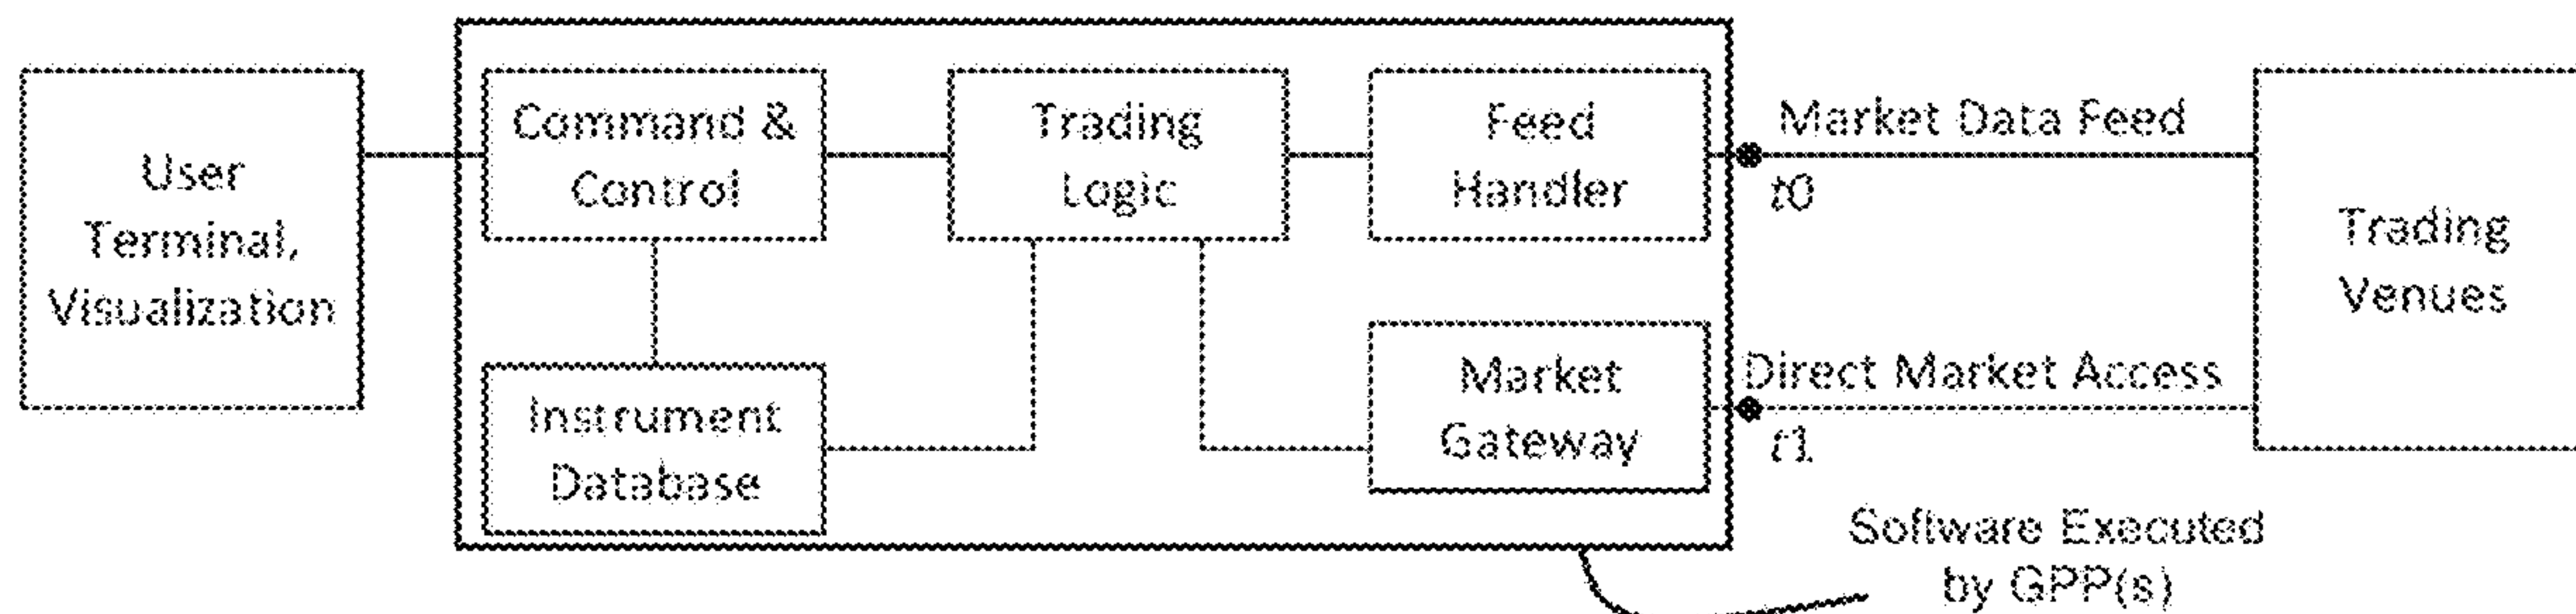 User
Terminal,
Visualization
Command &
Control
Trading
Logic
Feed
Handler
Market Data Feed
t0
Trading
Venues
Instrument
Database
Market
Gateway
Direct Market Access
t1
Software Executed
by GPP(s)